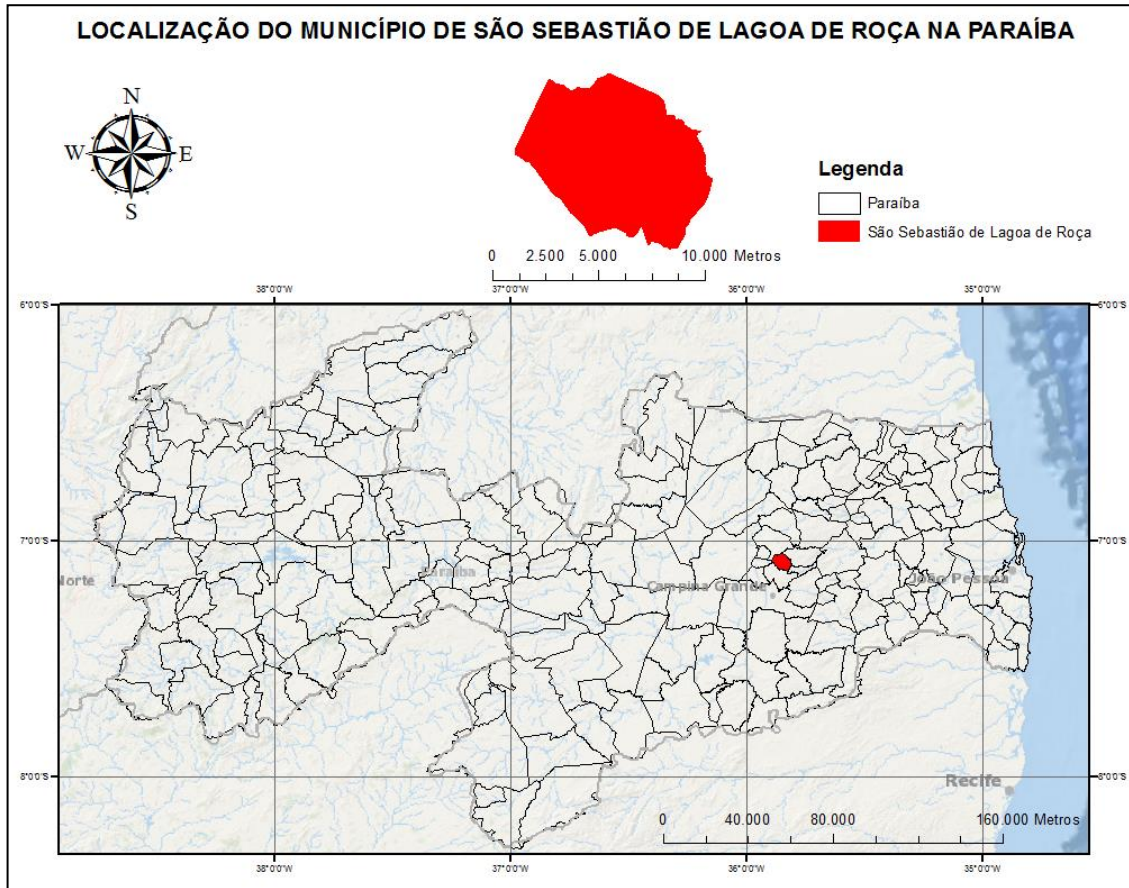 LOCALIZAÇÃO DO MUNICÍPIO DE SÃO SEBASTIÃO DE LAGOA DE ROÇA NA PARAÍBA
N
W E
S
Legenda
Paraíba
São Sebastião de Lagoa de Roça
0 2.500 5.000 10.000 Metros
38°0'0"W 37°0'0"W 36°0'0"W 35°0'0"W
6°0'0"S 6°0'0"S
7°0'0"S 7°0'0"S
Norte Paraíba Campina Grande João Pessoa
8°0'0"S 8°0'0"S
Recife
0 40.000 80.000 160.000 Metros
38°0'0"W 37°0'0"W 36°0'0"W 35°0'0"W